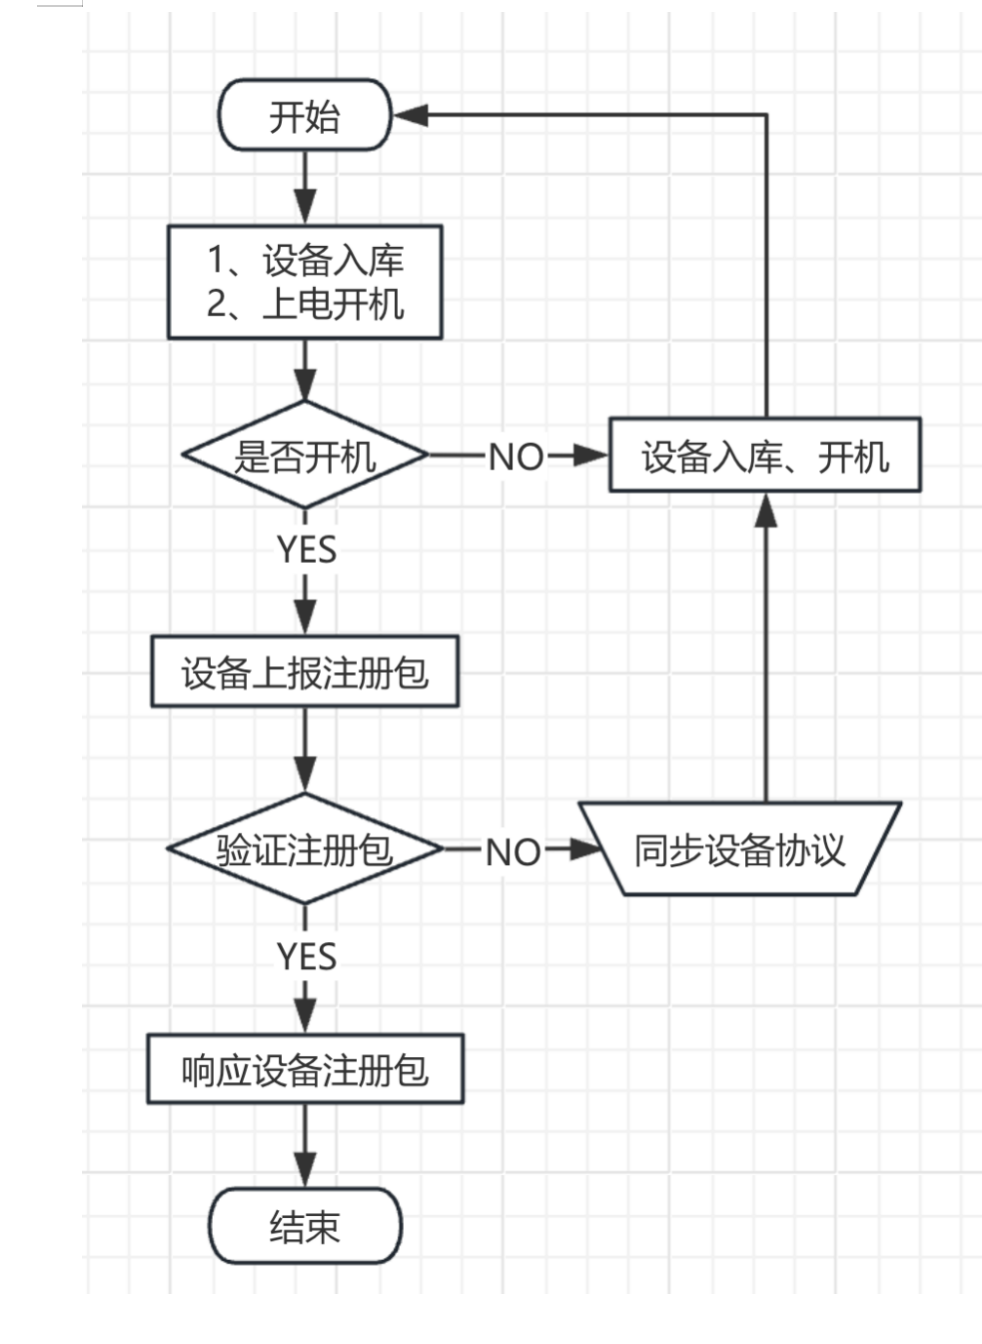 开始
1、设备入库
2、上电开机
是否开机
NO
设备入库、开机
YES
设备上报注册包
验证注册包
NO
同步设备协议
YES
响应设备注册包
结束